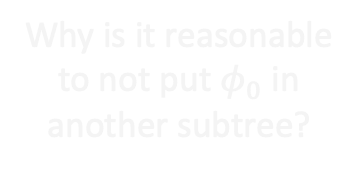 Why is it reasonable
to not put ϕ₀ in
another subtree?